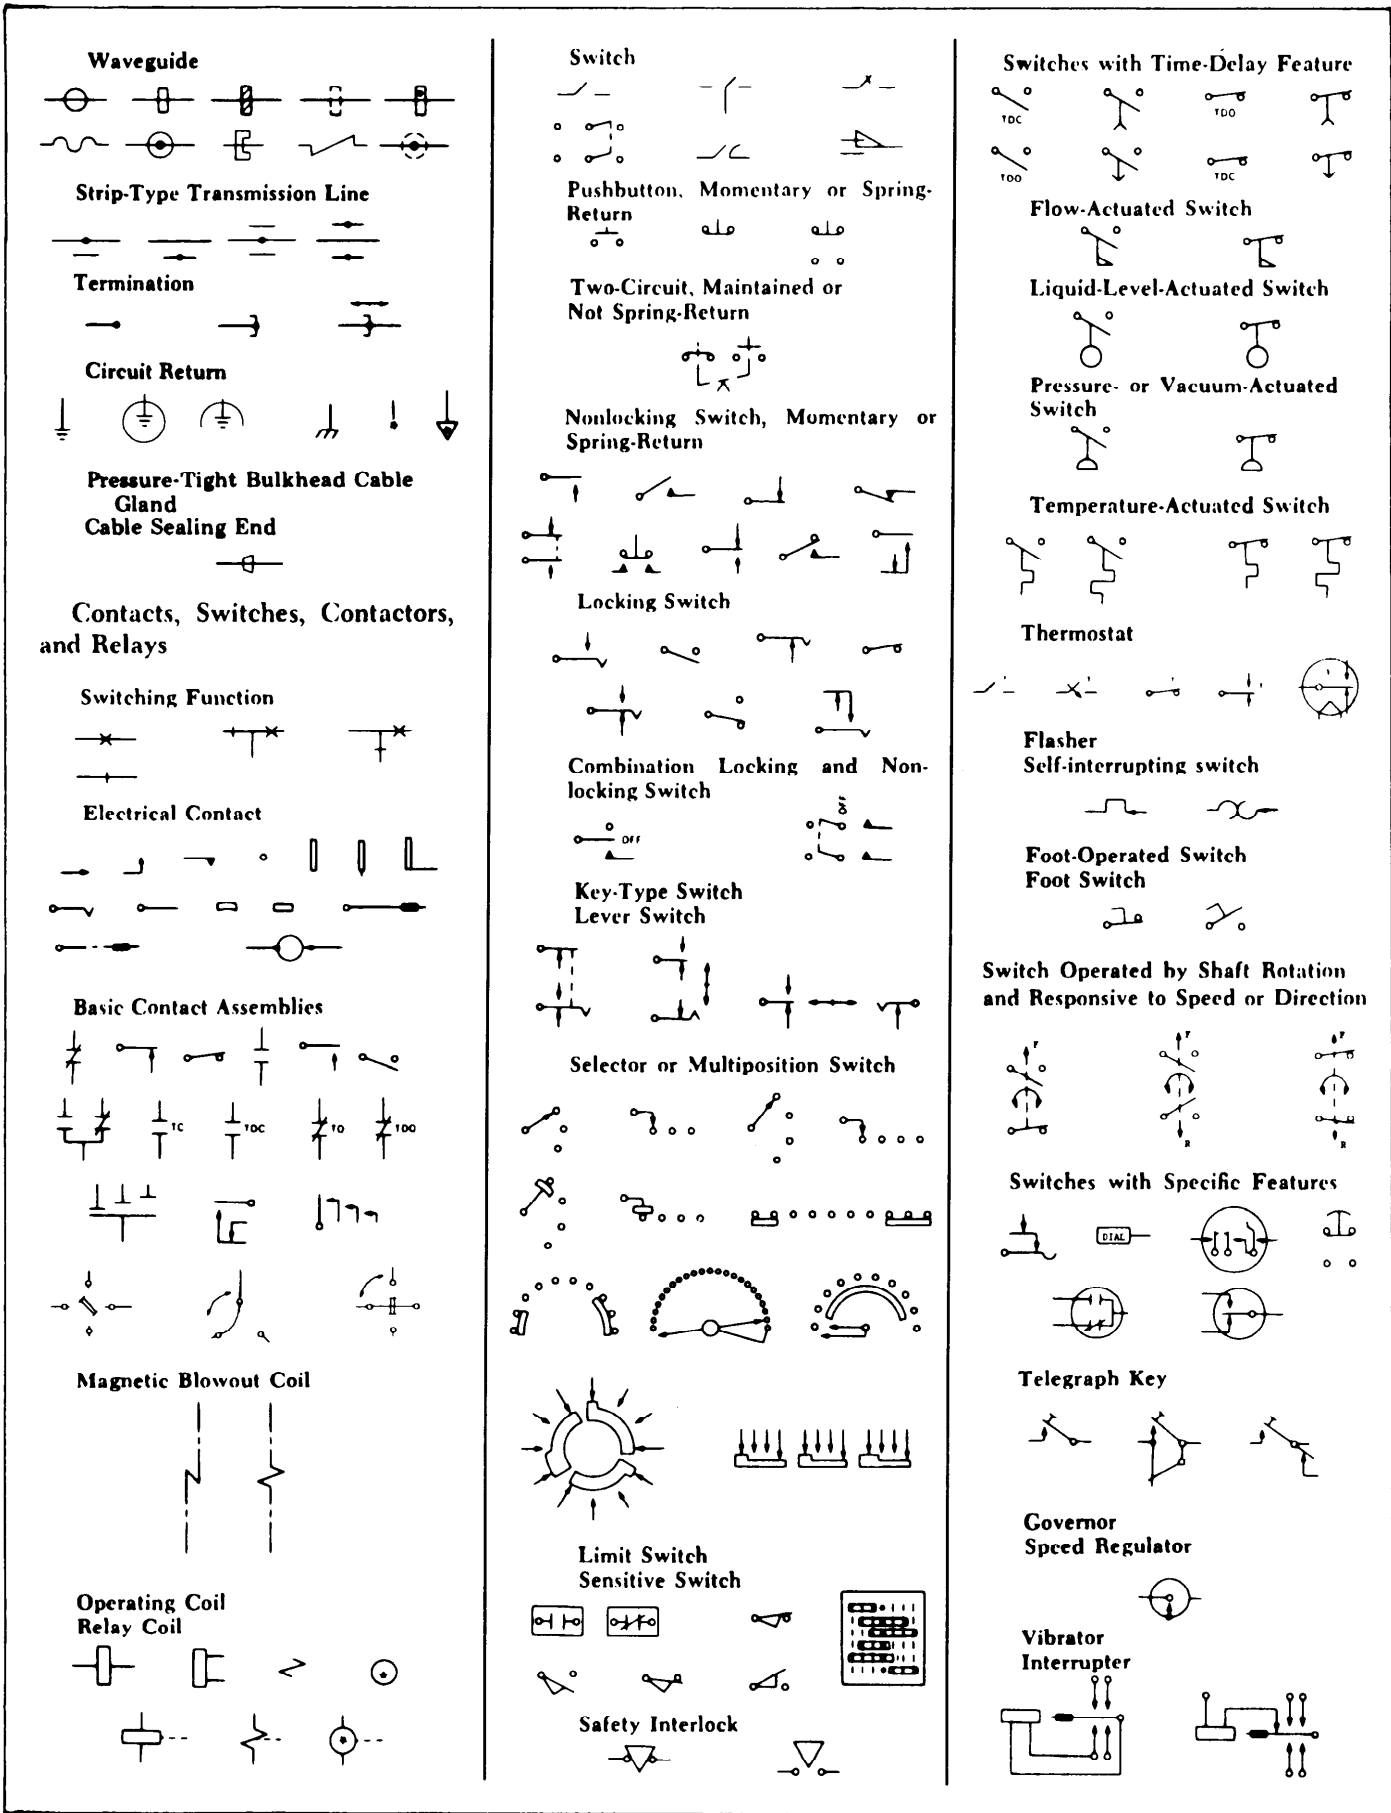 Waveguide
Strip-Type Transmission Line
Termination
Circuit Return
Pressure-Tight Bulkhead Cable
Gland
Cable Sealing End
Contacts, Switches, Contactors,
and Relays
Switching Function
Electrical Contact
Basic Contact Assemblies
TC
TDC
TO
TDO
Magnetic Blowout Coil
Operating Coil
Relay Coil
Switch
Pushbutton, Momentary or Spring-
Return
Two-Circuit, Maintained or
Not Spring-Return
Nonlocking Switch, Momentary or
Spring-Return
Locking Switch
Combination Locking and Non-
locking Switch
OFF
OFF
Key-Type Switch
Lever Switch
Selector or Multiposition Switch
Limit Switch
Sensitive Switch
Safety Interlock
Switches with Time-Delay Feature
TDC
TDO
TDO
TDC
Flow-Actuated Switch
Liquid-Level-Actuated Switch
Pressure- or Vacuum-Actuated
Switch
Temperature-Actuated Switch
Thermostat
Flasher
Self-interrupting switch
Foot-Operated Switch
Foot Switch
Switch Operated by Shaft Rotation
and Responsive to Speed or Direction
F
F
F
R
R
Switches with Specific Features
DIAL
Telegraph Key
Governor
Speed Regulator
Vibrator
Interrupter